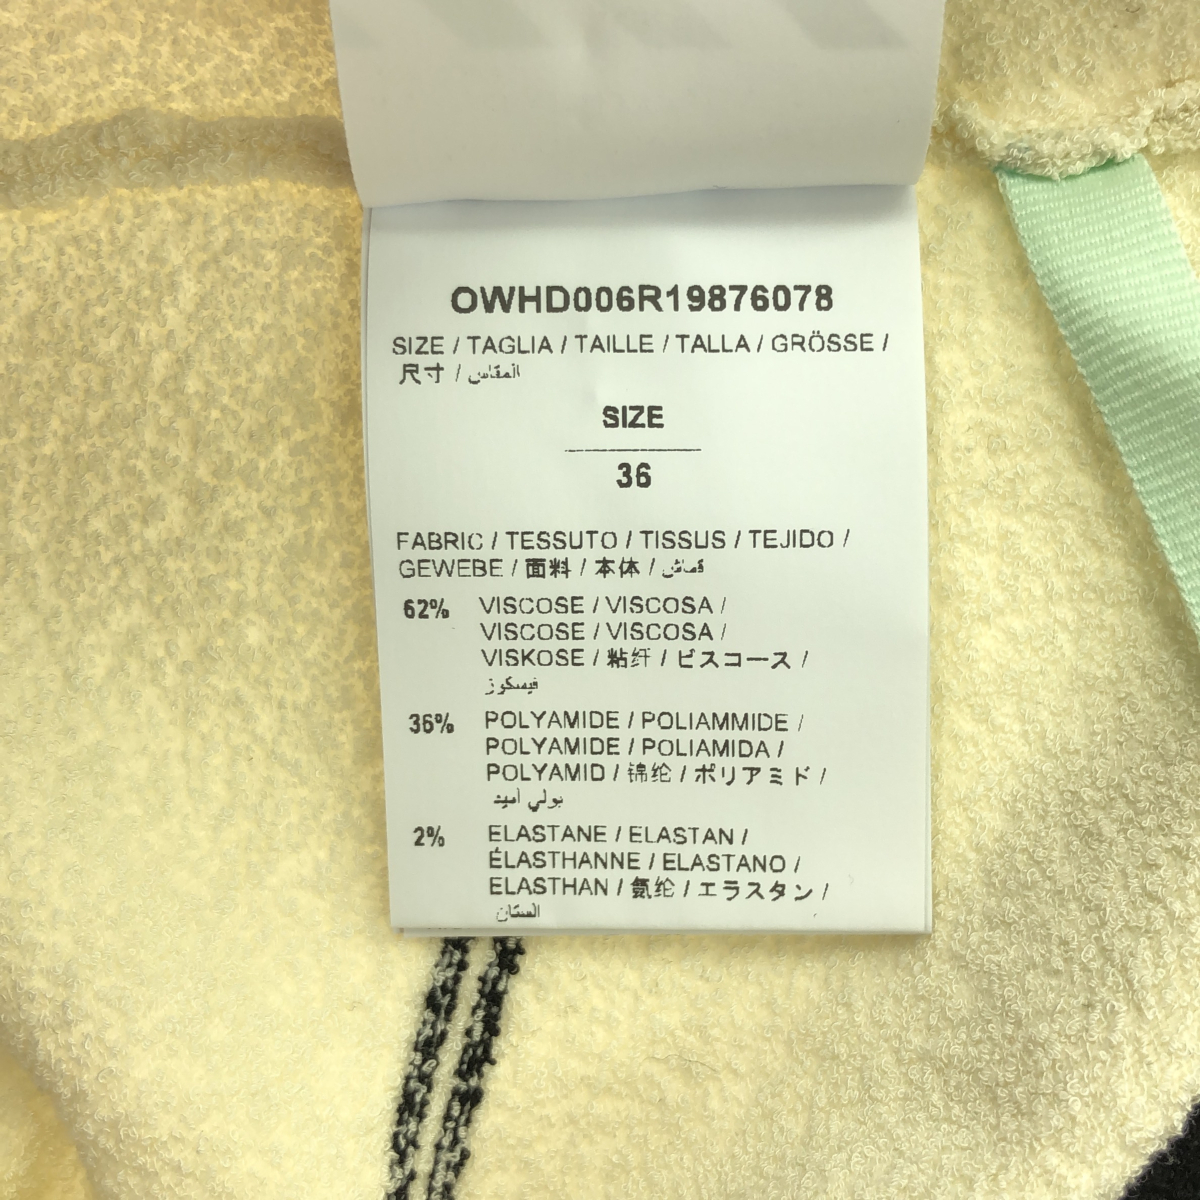 OWHD006R19876078
SIZE / TAGLIA / TAILLE / TALLA / GRÖSSE /
尺寸 / المقاس
SIZE
36
FABRIC / TESSUTO / TISSUS / TEJIDO /
GEWEBE / 面料 / 本体 / قماش
62% VISCOSE / VISCOSA /
VISCOSE / VISCOSA /
VISKOSE / 粘纤 / ビスコース /
فيسكوز
36% POLYAMIDE / POLIAMMIDE /
POLYAMIDE / POLIAMIDA /
POLYAMID / 锦纶 / ポリアミド /
بولي أميد
2% ELASTANE / ELASTAN /
ÉLASTHANNE / ELASTANO /
ELASTHAN / 氨纶 / エラスタン /